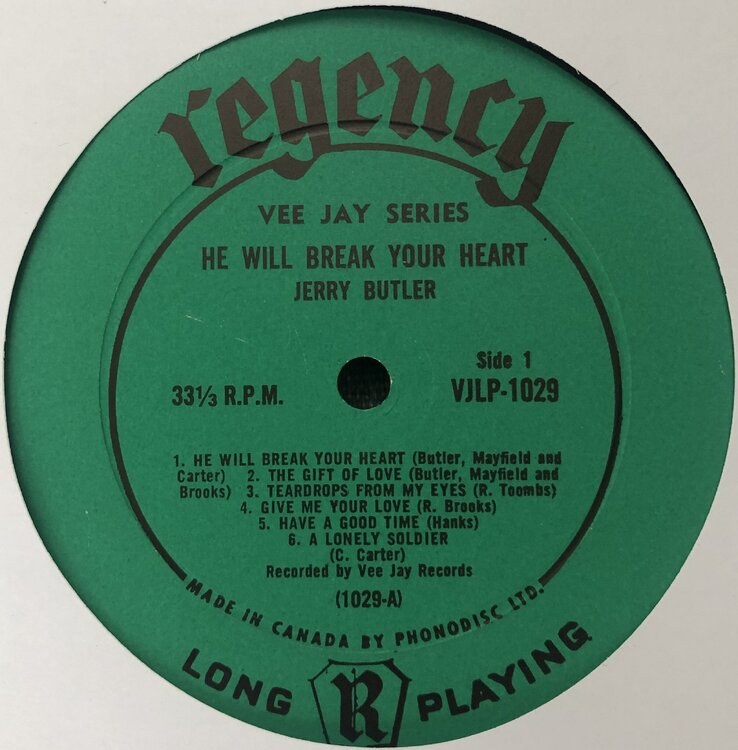 regency
VEE JAY SERIES
HE WILL BREAK YOUR HEART
JERRY BUTLER
Side 1
33⅓ R.P.M.
VJLP-1029
1. HE WILL BREAK YOUR HEART (Butler, Mayfield and
Carter) 2. THE GIFT OF LOVE (Butler, Mayfield and
Brooks) 3. TEARDROPS FROM MY EYES (R. Toombs)
4. GIVE ME YOUR LOVE (R. Brooks)
5. HAVE A GOOD TIME (Hanks)
6. A LONELY SOLDIER
(C. Carter)
Recorded by Vee Jay Records
(1029-A)
MADE IN CANADA BY PHONODISC LTD.
LONG R PLAYING